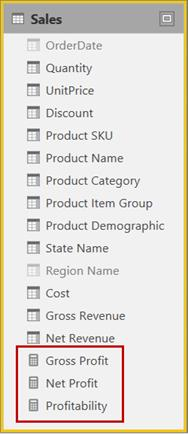 Sales
OrderDate
Quantity
UnitPrice
Discount
Product SKU
Product Name
Product Category
Product Item Group
Product Demographic
State Name
Region Name
Cost
Gross Revenue
Net Revenue
Gross Profit
Net Profit
Profitability